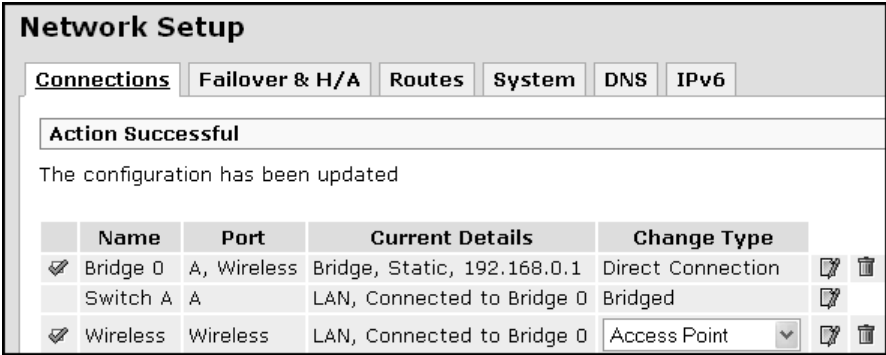 Network Setup
Connections Failover & H/A Routes System DNS IPv6
Action Successful
The configuration has been updated
Name Port Current Details Change Type
Bridge 0 A, Wireless Bridge, Static, 192.168.0.1 Direct Connection
Switch A A LAN, Connected to Bridge 0 Bridged
Wireless Wireless LAN, Connected to Bridge 0 Access Point